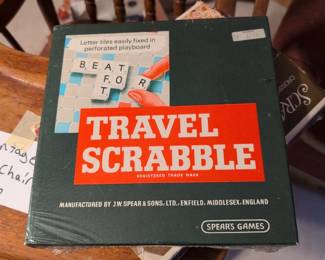 Letter tiles easily fixed in
perforated playboard
BEAT
FOR
TRAVEL
SCRABBLE
REGISTERED TRADE MARK
MANUFACTURED BY J.W. SPEAR & SONS. LTD., ENFIELD, MIDDLESEX, ENGLAND
SPEAR'S GAMES
Chair